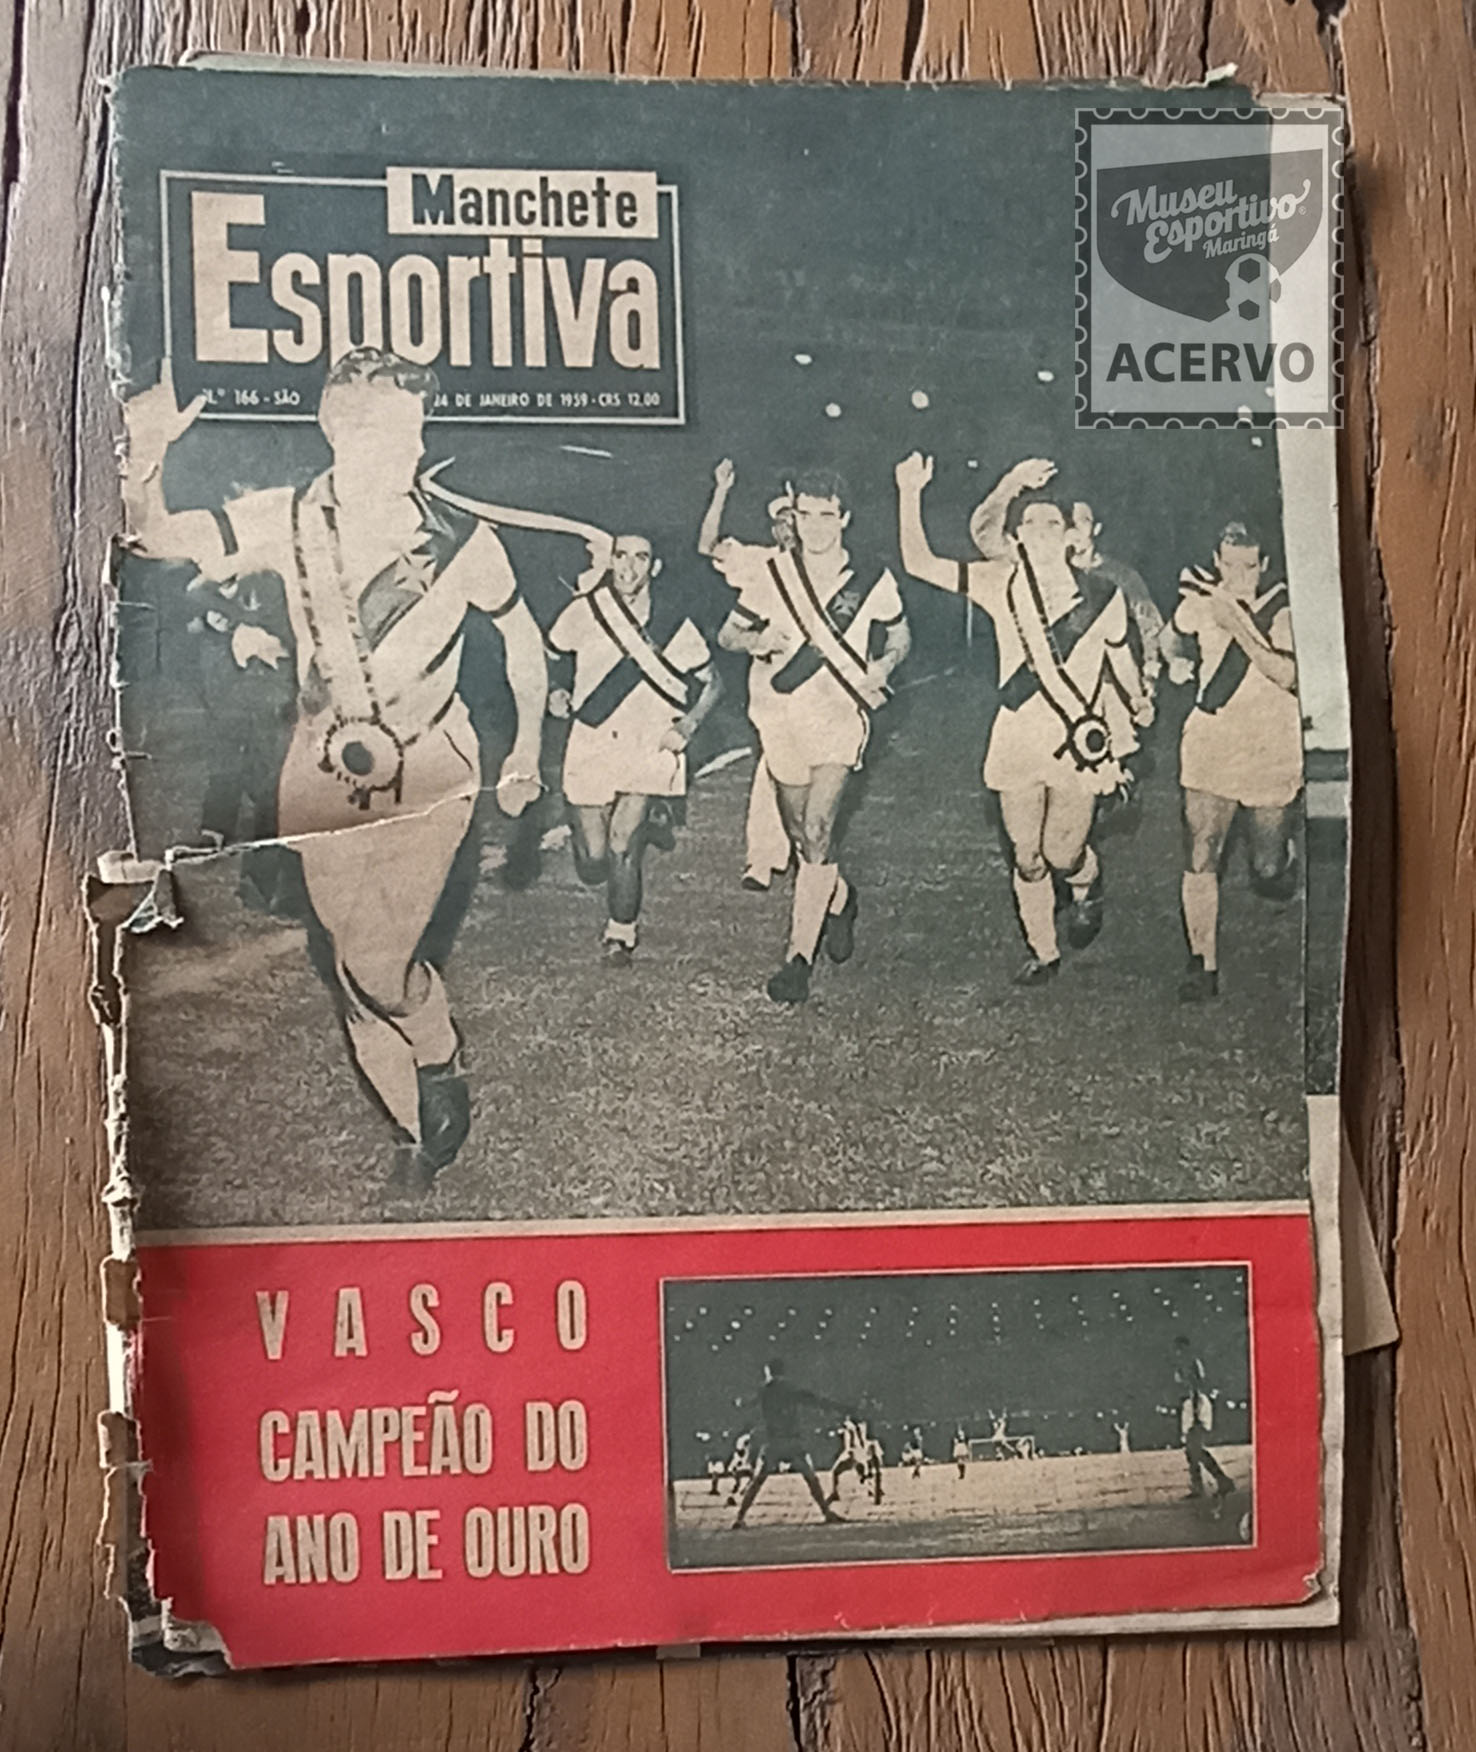 Manchete
Esportiva
N.º 166 - SÃO
24 DE JANEIRO DE 1959 - CR$ 12,00
Museu
Esportivo®
Maringá
ACERVO
VASCO
CAMPEÃO DO
ANO DE OURO